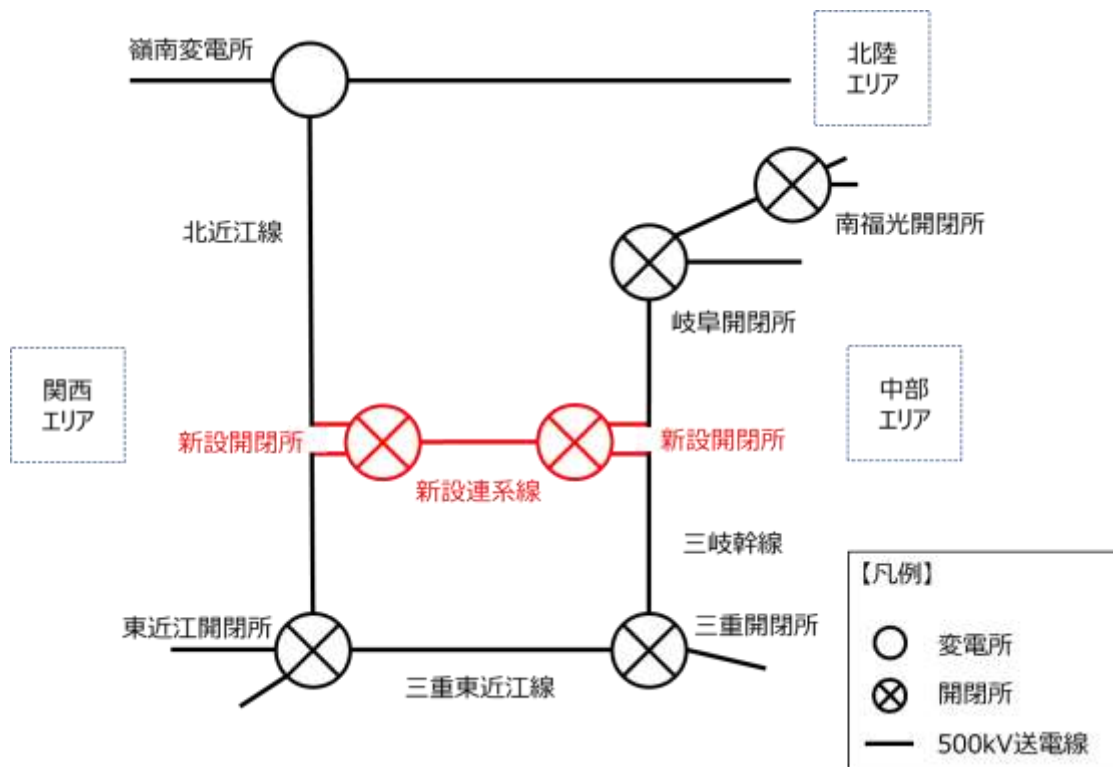 嶺南変電所
北陸
エリア
北近江線
南福光開閉所
岐阜開閉所
関西
エリア
中部
エリア
新設開閉所
新設開閉所
新設連系線
三岐幹線
【凡例】
東近江開閉所
三重開閉所
変電所
三重東近江線
開閉所
500kV送電線